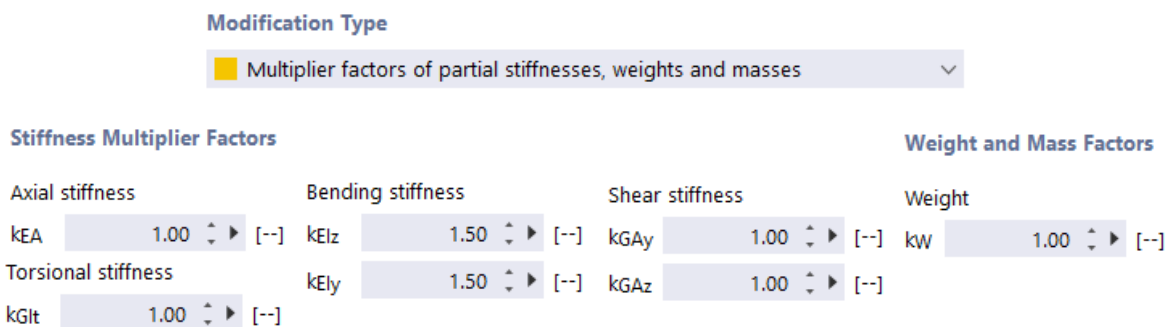 Modification Type
Multiplier factors of partial stiffnesses, weights and masses
Stiffness Multiplier Factors
Weight and Mass Factors
Axial stiffness
Bending stiffness
Shear stiffness
Weight
kEA 1.00 [--]
kEIz 1.50 [--]
kGAy 1.00 [--]
kW 1.00 [--]
Torsional stiffness
kEIy 1.50 [--]
kGAz 1.00 [--]
kGIt 1.00 [--]